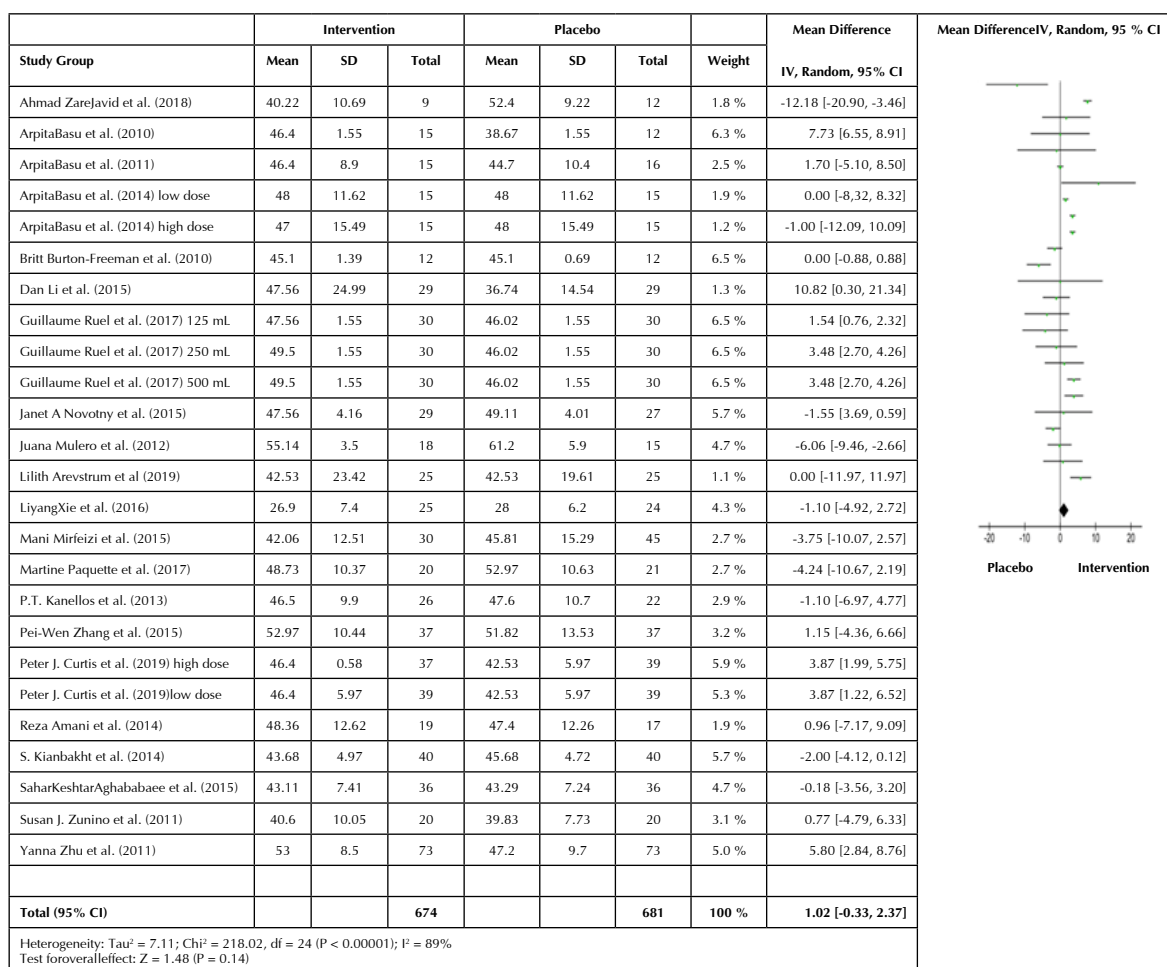 Intervention Placebo Mean Difference Mean DifferenceIV, Random, 95 % CI
Study Group Mean SD Total Mean SD Total Weight IV, Random, 95% CI
Ahmad ZareJavid et al. (2018) 40.22 10.69 9 52.4 9.22 12 1.8 % -12.18 [-20.90, -3.46]
ArpitaBasu et al. (2010) 46.4 1.55 15 38.67 1.55 12 6.3 % 7.73 [6.55, 8.91]
ArpitaBasu et al. (2011) 46.4 8.9 15 44.7 10.4 16 2.5 % 1.70 [-5.10, 8.50]
ArpitaBasu et al. (2014) low dose 48 11.62 15 48 11.62 15 1.9 % 0.00 [-8,32, 8.32]
ArpitaBasu et al. (2014) high dose 47 15.49 15 48 15.49 15 1.2 % -1.00 [-12.09, 10.09]
Britt Burton-Freeman et al. (2010) 45.1 1.39 12 45.1 0.69 12 6.5 % 0.00 [-0.88, 0.88]
Dan Li et al. (2015) 47.56 24.99 29 36.74 14.54 29 1.3 % 10.82 [0.30, 21.34]
Guillaume Ruel et al. (2017) 125 mL 47.56 1.55 30 46.02 1.55 30 6.5 % 1.54 [0.76, 2.32]
Guillaume Ruel et al. (2017) 250 mL 49.5 1.55 30 46.02 1.55 30 6.5 % 3.48 [2.70, 4.26]
Guillaume Ruel et al. (2017) 500 mL 49.5 1.55 30 46.02 1.55 30 6.5 % 3.48 [2.70, 4.26]
Janet A Novotny et al. (2015) 47.56 4.16 29 49.11 4.01 27 5.7 % -1.55 [3.69, 0.59]
Juana Mulero et al. (2012) 55.14 3.5 18 61.2 5.9 15 4.7 % -6.06 [-9.46, -2.66]
Lilith Arevstrum et al (2019) 42.53 23.42 25 42.53 19.61 25 1.1 % 0.00 [-11.97, 11.97]
LiyangXie et al. (2016) 26.9 7.4 25 28 6.2 24 4.3 % -1.10 [-4.92, 2.72]
Mani Mirfeizi et al. (2015) 42.06 12.51 30 45.81 15.29 45 2.7 % -3.75 [-10.07, 2.57]
Martine Paquette et al. (2017) 48.73 10.37 20 52.97 10.63 21 2.7 % -4.24 [-10.67, 2.19]
P.T. Kanellos et al. (2013) 46.5 9.9 26 47.6 10.7 22 2.9 % -1.10 [-6.97, 4.77]
Pei-Wen Zhang et al. (2015) 52.97 10.44 37 51.82 13.53 37 3.2 % 1.15 [-4.36, 6.66]
Peter J. Curtis et al. (2019) high dose 46.4 0.58 37 42.53 5.97 39 5.9 % 3.87 [1.99, 5.75]
Peter J. Curtis et al. (2019)low dose 46.4 5.97 39 42.53 5.97 39 5.3 % 3.87 [1.22, 6.52]
Reza Amani et al. (2014) 48.36 12.62 19 47.4 12.26 17 1.9 % 0.96 [-7.17, 9.09]
S. Kianbakht et al. (2014) 43.68 4.97 40 45.68 4.72 40 5.7 % -2.00 [-4.12, 0.12]
SaharKeshtarAghababaee et al. (2015) 43.11 7.41 36 43.29 7.24 36 4.7 % -0.18 [-3.56, 3.20]
Susan J. Zunino et al. (2011) 40.6 10.05 20 39.83 7.73 20 3.1 % 0.77 [-4.79, 6.33]
Yanna Zhu et al. (2011) 53 8.5 73 47.2 9.7 73 5.0 % 5.80 [2.84, 8.76]
Total (95% CI) 674 681 100 % 1.02 [-0.33, 2.37]
Heterogeneity: Tau² = 7.11; Chi² = 218.02, df = 24 (P < 0.00001); I² = 89%
Test foroveralleffect: Z = 1.48 (P = 0.14)
-20 -10 0 10 20
Placebo Intervention